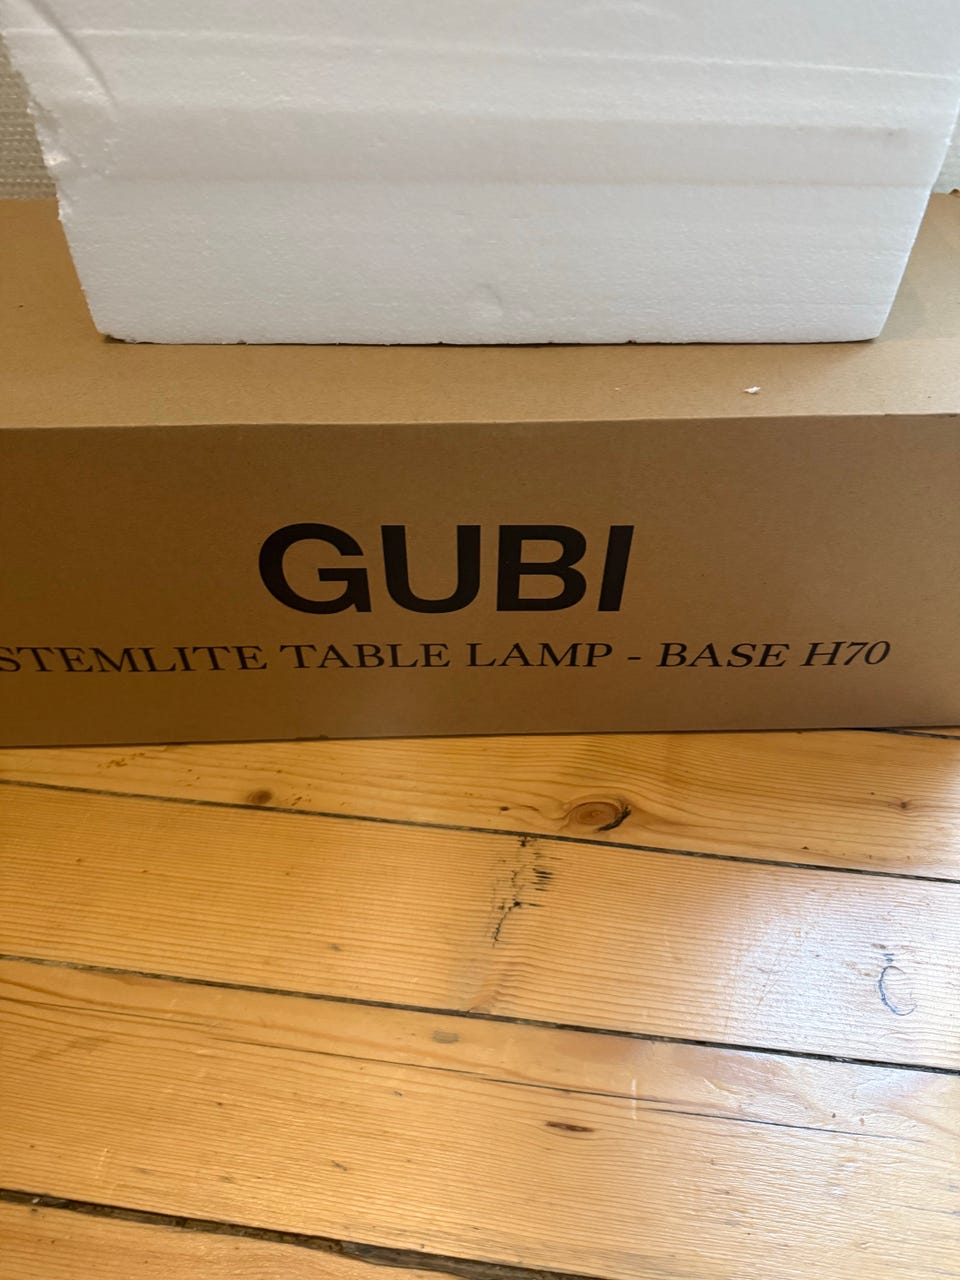 GUBI
STEMLITE TABLE LAMP - BASE H70